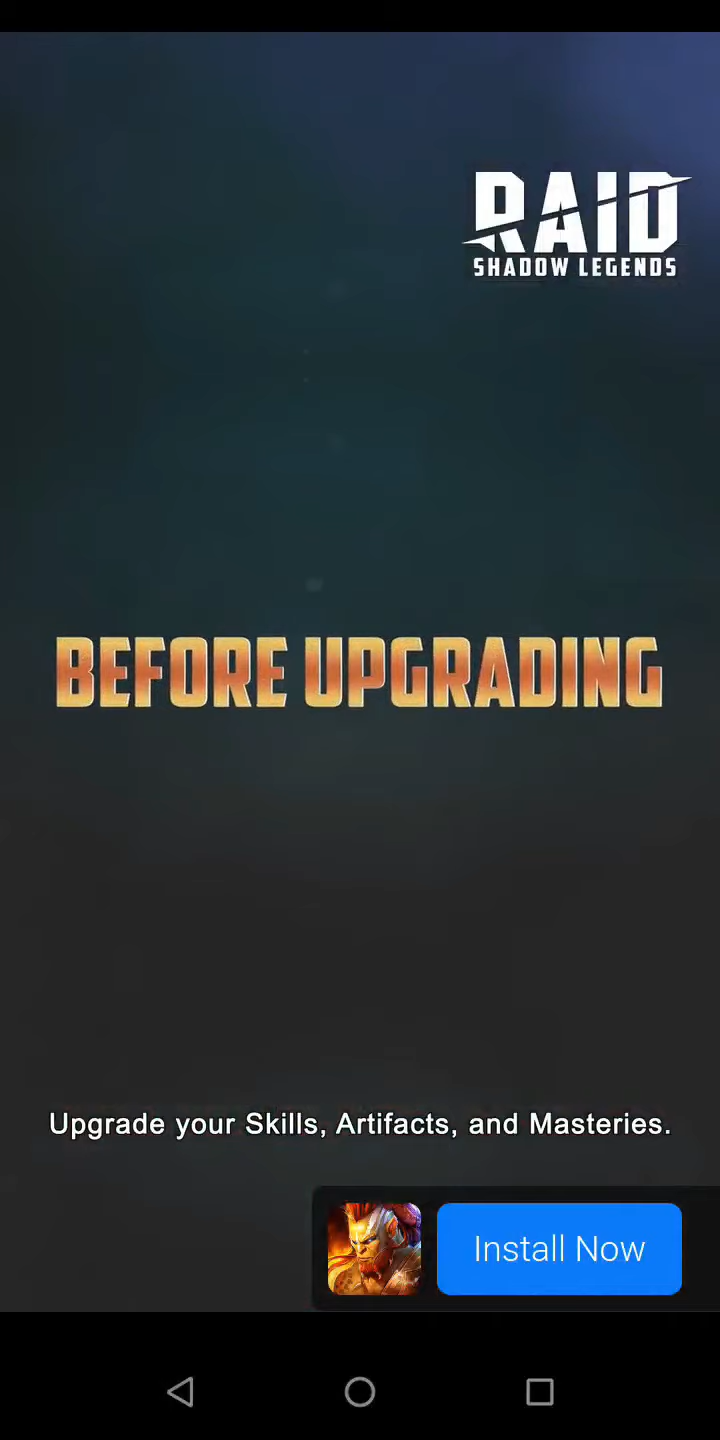 RAID
SHADOW LEGENDS
BEFORE UPGRADING
Upgrade your Skills, Artifacts, and Masteries.
Install Now